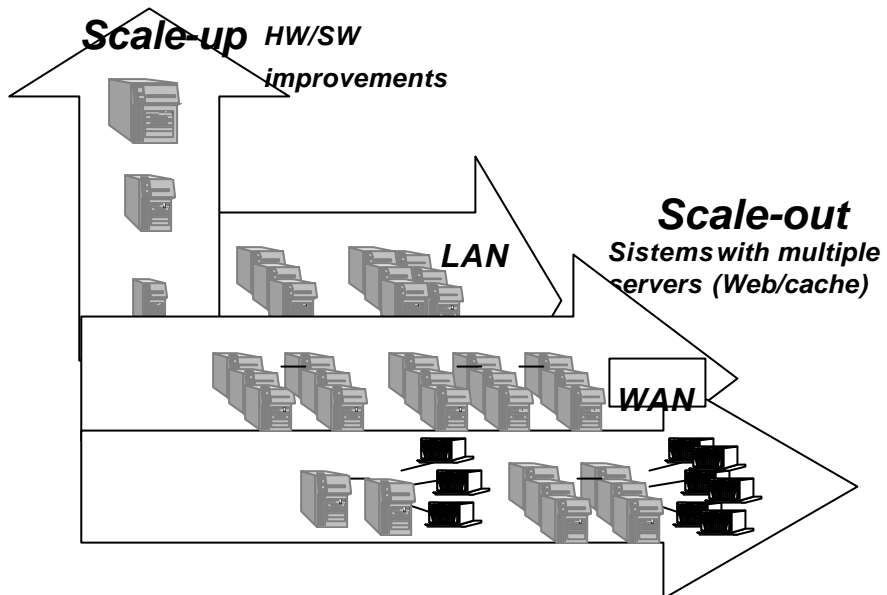 Scale-up HW/SW
improvements
Scale-out
LAN
Sistems with multiple
servers (Web/cache)
WAN